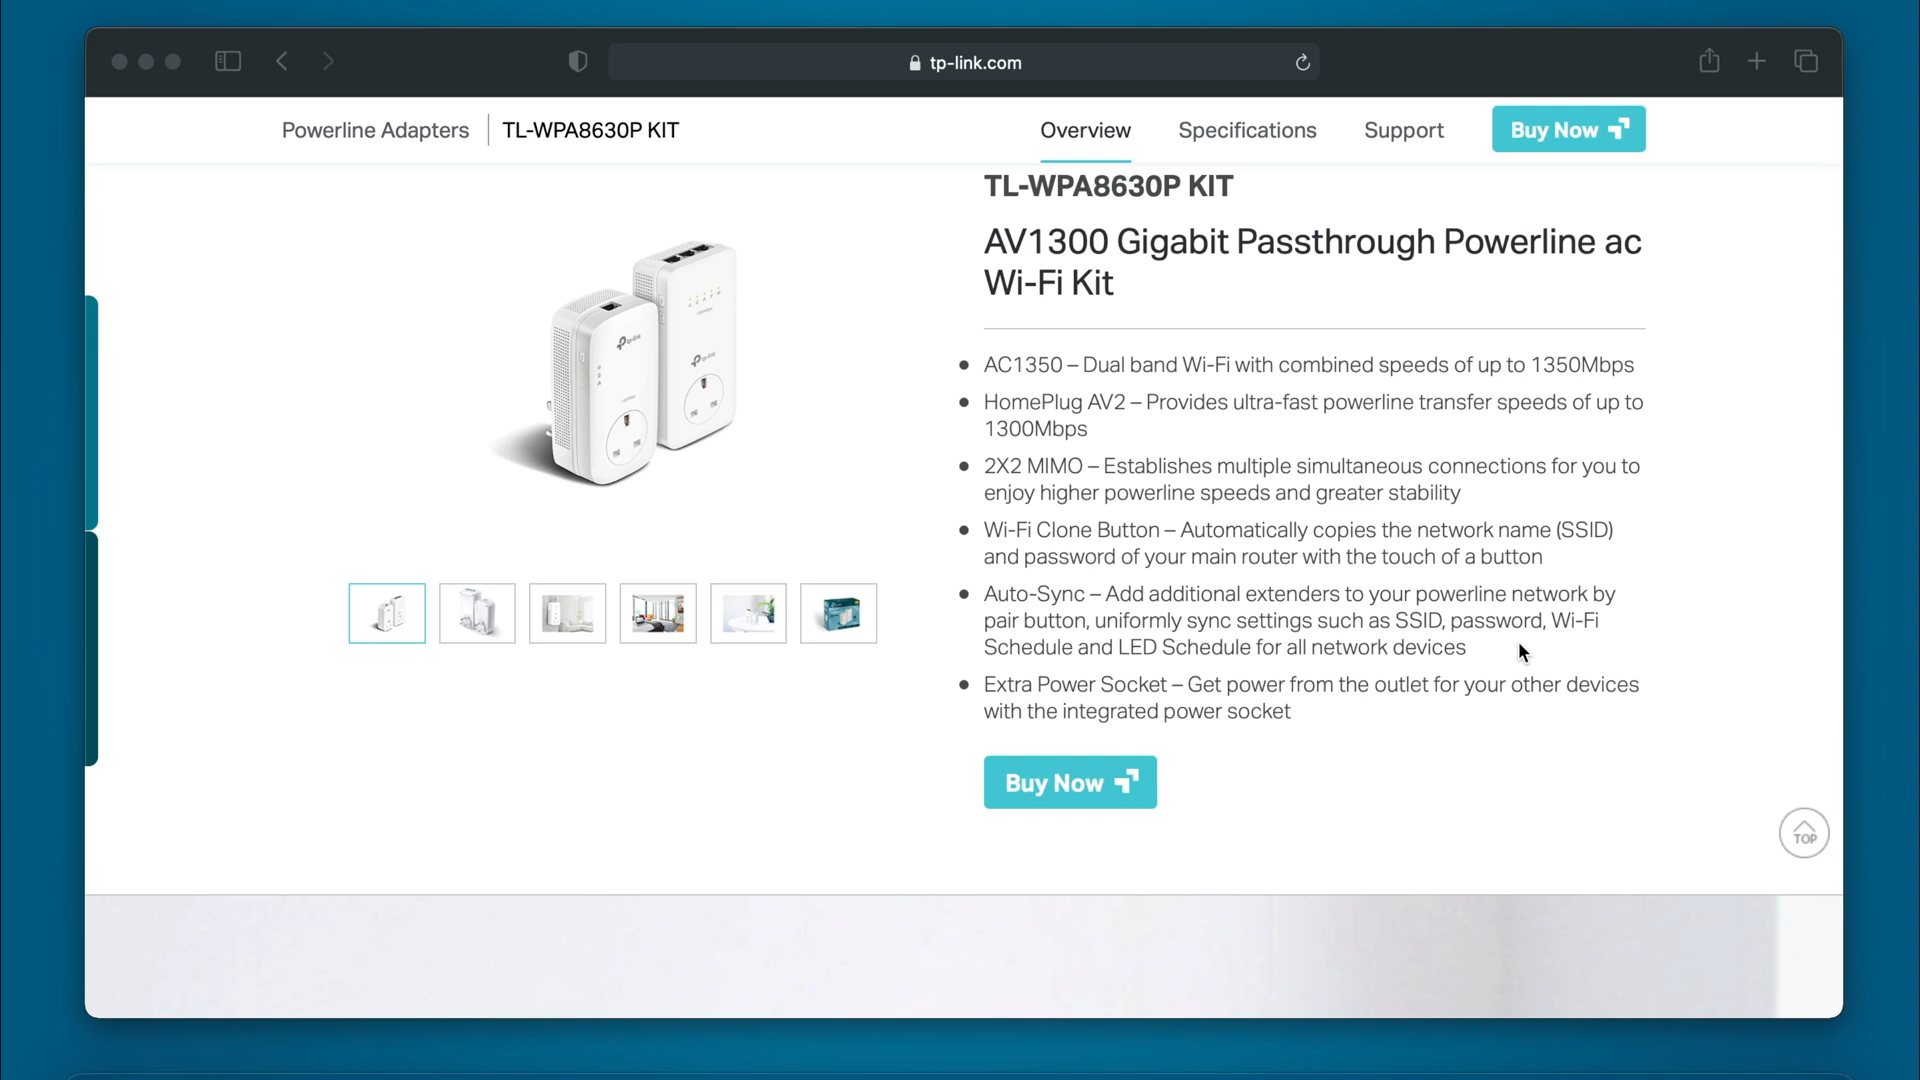 tp-link.com
Powerline Adapters
TL-WPA8630P KIT
Overview
Specifications
Support
Buy Now
TL-WPA8630P KIT
AV1300 Gigabit Passthrough Powerline ac
Wi-Fi Kit
AC1350 – Dual band Wi-Fi with combined speeds of up to 1350Mbps
HomePlug AV2 – Provides ultra-fast powerline transfer speeds of up to
1300Mbps
2X2 MIMO – Establishes multiple simultaneous connections for you to
enjoy higher powerline speeds and greater stability
Wi-Fi Clone Button – Automatically copies the network name (SSID)
and password of your main router with the touch of a button
Auto-Sync – Add additional extenders to your powerline network by
pair button, uniformly sync settings such as SSID, password, Wi-Fi
Schedule and LED Schedule for all network devices
Extra Power Socket – Get power from the outlet for your other devices
with the integrated power socket
Buy Now
TOP
tp-link
tp-link